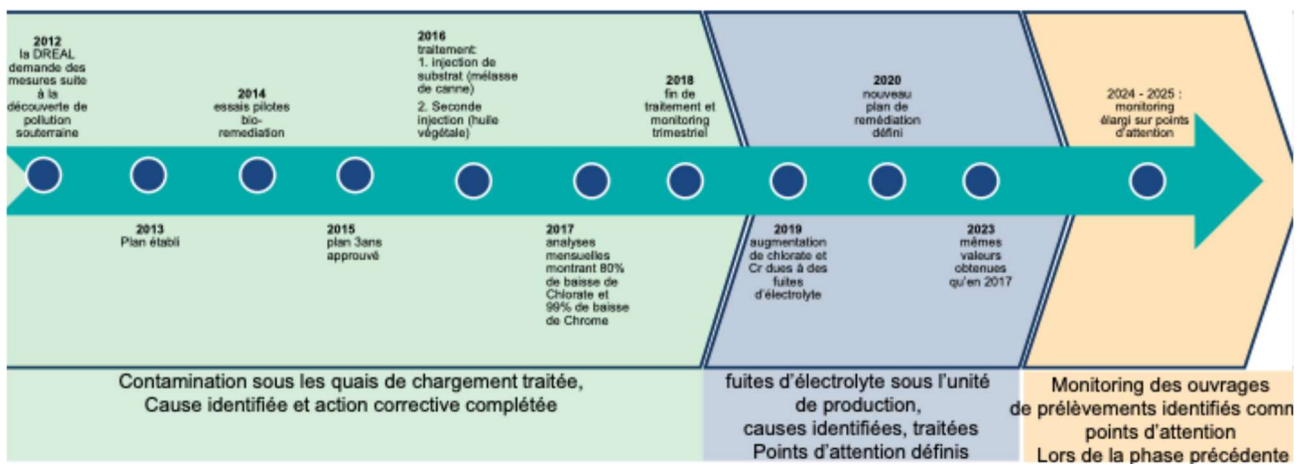 2012
la DREAL
demande des
mesures suite
à la
découverte de
pollution
souterraine
2013
Plan établi
2014
essais pilotes
bio-
remediation
2015
plan 3ans
approuvé
2016
traitement:
1. injection de
substrat (mélasse
de canne)
2. Seconde
injection (huile
végétale)
2017
analyses
mensuelles
montrant 80%
de baisse de
Chlorate et
99% de baisse
de Chrome
2018
fin de
traitement et
monitoring
trimestriel
2019
augmentation
de chlorate et
Cr dues à des
fuites
d'électrolyte
2020
nouveau
plan de
remédiation
défini
2023
mêmes
valeurs
obtenues
qu'en 2017
2024 - 2025 :
monitoring
élargi sur points
d'attention
Contamination sous les quais de chargement traitée,
Cause identifiée et action corrective complétée
fuites d'électrolyte sous l'unité
de production,
causes identifiées, traitées
Points d'attention définis
Monitoring des ouvrages
de prélèvements identifiés comm
points d'attention
Lors de la phase précédente